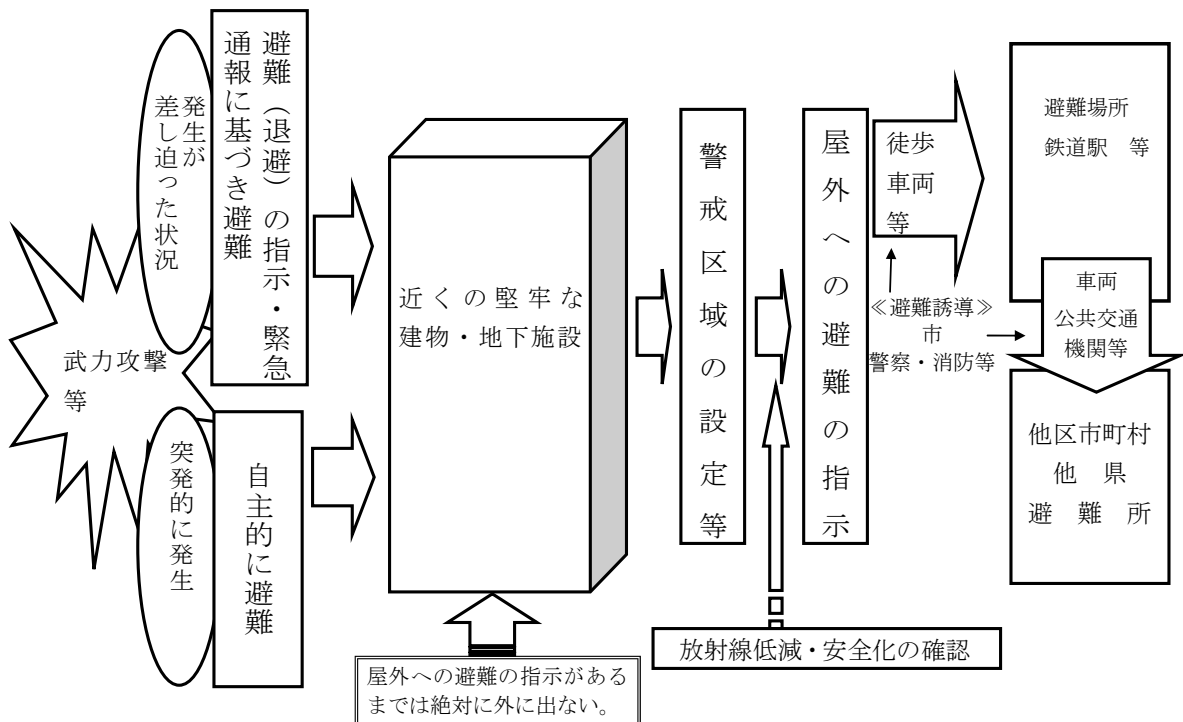 武力攻撃
等
発生が
差し迫った状況
避難（退避）の指示・緊急
通報に基づき避難
突発的に発生
自主的に避難
近くの堅牢な
建物・地下施設
屋外への避難の指示がある
までは絶対に外に出ない。
警戒区域の設定等
放射線低減・安全化の確認
屋外への避難の指示
徒歩
車両
等
≪避難誘導≫
市
警察・消防等
避難場所
鉄道駅　等
車両
公共交通
機関等
他区市町村
他　県
避　難　所